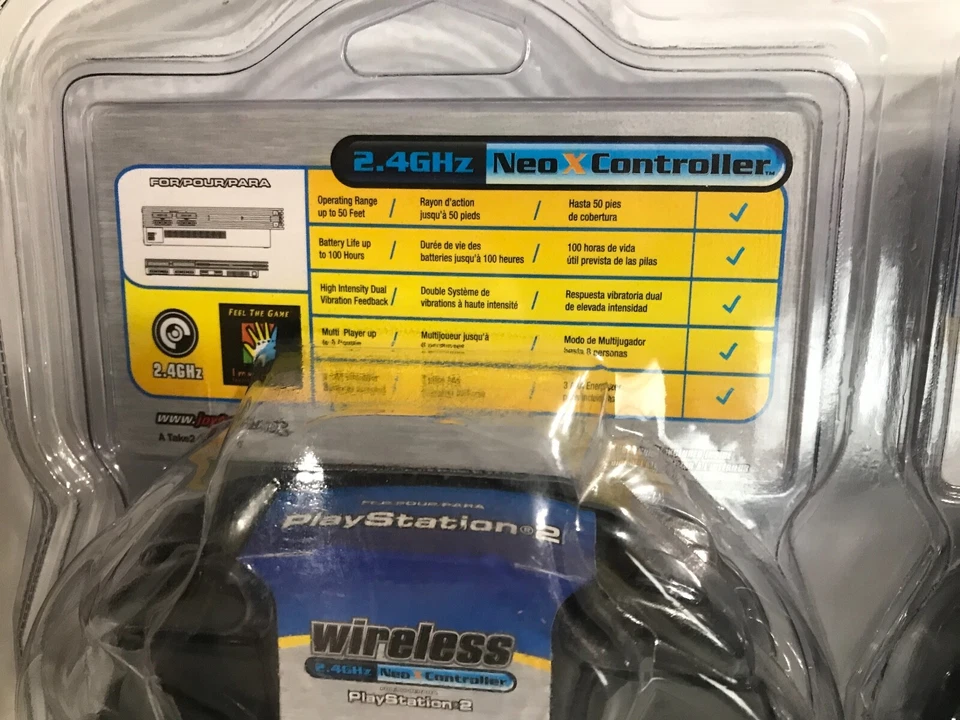 2.4GHz Neo X Controller™
FOR/POUR/PARA
Operating Range
up to 50 Feet
/
Rayon d'action
jusqu'à 50 pieds
/
Hasta 50 pies
de cobertura
Battery Life up
to 100 Hours
/
Durée de vie des
batteries jusqu'à 100 heures
/
100 horas de vida
útil prevista de las pilas
High Intensity Dual
Vibration Feedback
/
Double Système de
vibrations à haute intensité
/
Respuesta vibratoria dual
de elevada intensidad
Multi Player up
/
Multijoueur jusqu'à
/
Modo de Multijugador
hasta 8 personas
FEEL THE GAME
2.4GHz
www.
A Take2
FOR POUR PARA
PlayStation®2
wireless
2.4GHz Neo X Controller
PlayStation 2